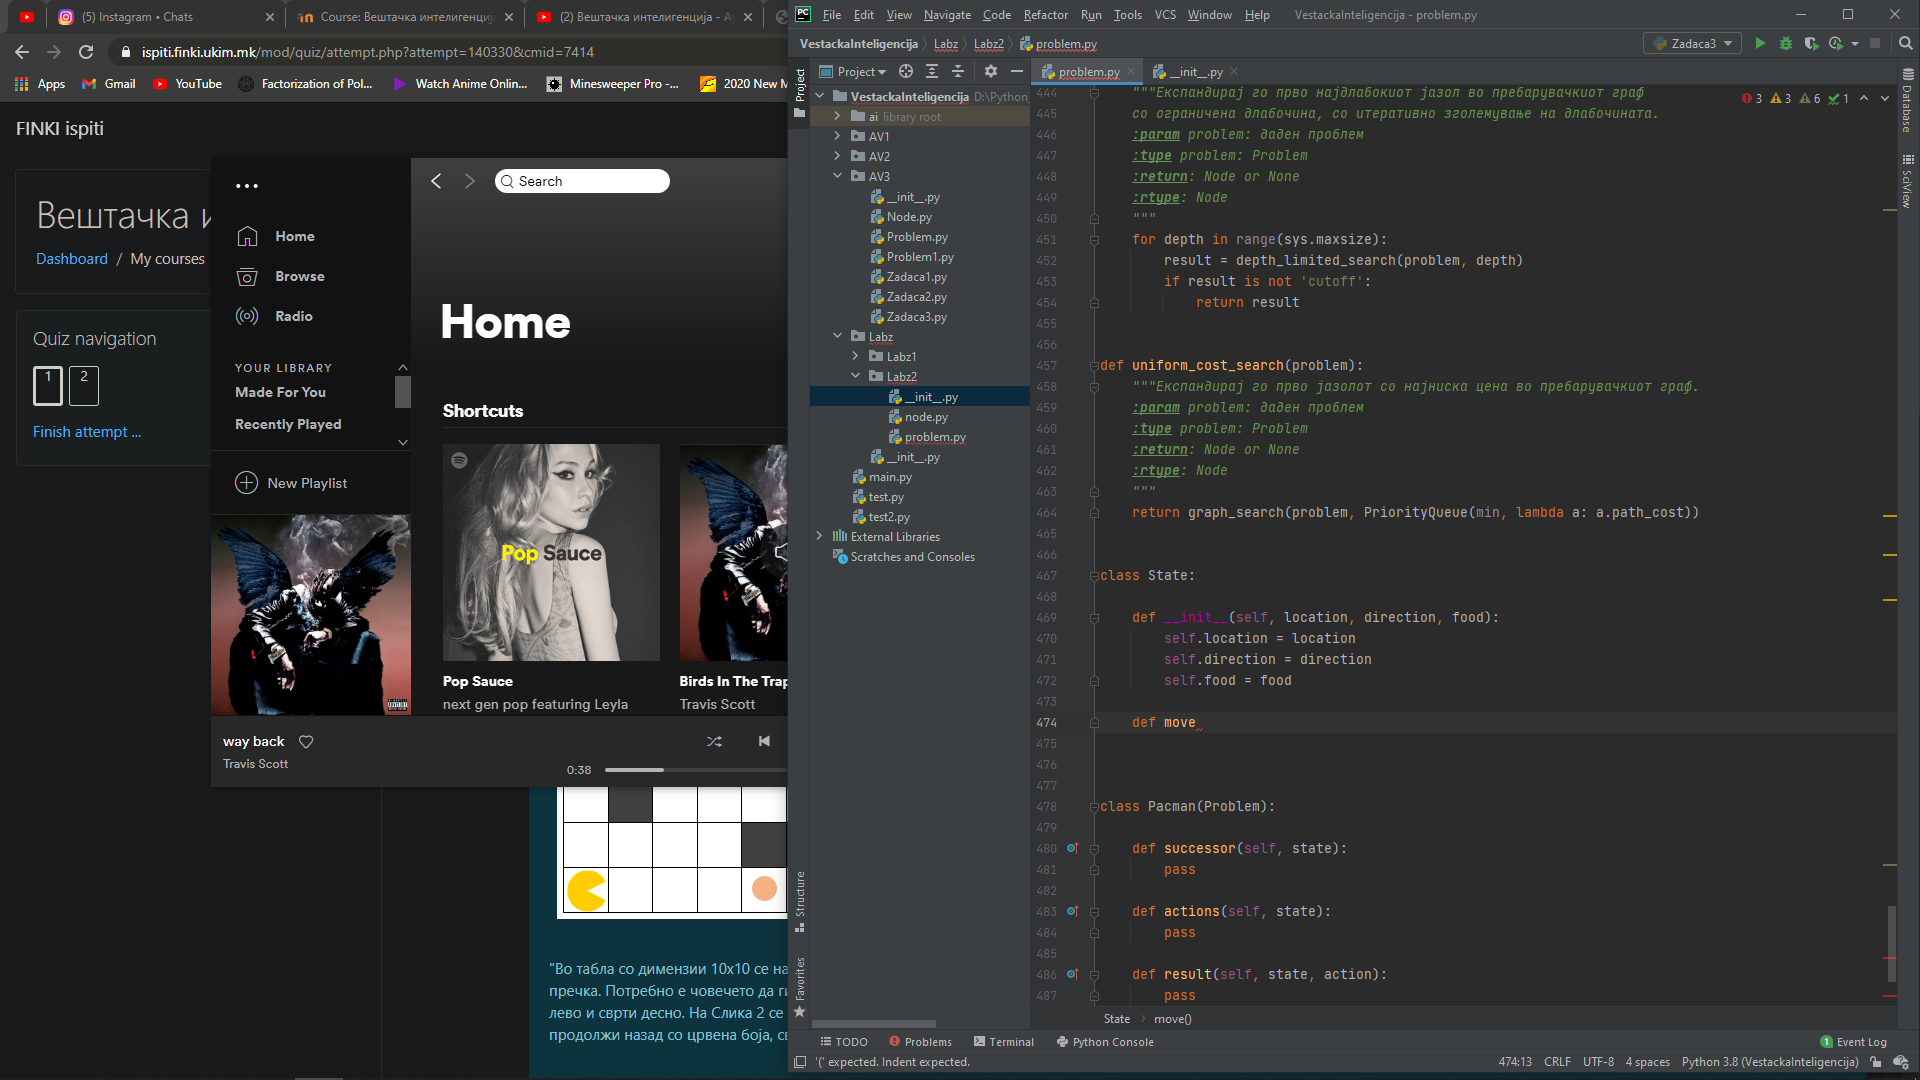 (5) Instagram • Chats
Course: Вештачка интелигенциј
(2) Вештачка интелигенција - А
ispiti.finki.ukim.mk/mod/quiz/attempt.php?attempt=140330&cmid=7414
Apps
Gmail
YouTube
Factorization of Pol...
Watch Anime Onlin...
Minesweeper Pro -...
2020 New M
FINKI ispiti
Вештачка и
Dashboard / My courses
Quiz navigation
1
2
Finish attempt ...
Search
Home
Browse
Radio
YOUR LIBRARY
Made For You
Recently Played
New Playlist
Home
Shortcuts
Pop Sauce
Pop Sauce
next gen pop featuring Leyla
Birds In The Trap
Travis Scott
way back
Travis Scott
0:38
"Во табла со димензии 10x10 се на
пречка. Потребно е човечето да ги
лево и сврти десно. На Слика 2 се
продолжи назад со црвена боја, св
PC
File Edit View Navigate Code Refactor Run Tools VCS Window Help
VestackaInteligencija - problem.py
VestackaInteligencija
Labz
Labz2
problem.py
Zadaca3
Project
Project
problem.py
__init__.py
VestackaInteligencija D:\Python_
ai library root
AV1
AV2
AV3
__init__.py
Node.py
Problem.py
Problem1.py
Zadaca1.py
Zadaca2.py
Zadaca3.py
Labz
Labz1
Labz2
__init__.py
node.py
problem.py
__init__.py
main.py
test.py
test2.py
External Libraries
Scratches and Consoles
3 3 6 1
444 """Експандирај го прво најдлабокиот јазол во пребарувачкиот граф
445 со ограничена длабочина, со итеративно зголемување на длабочината.
446 :param problem: даден проблем
447 :type problem: Problem
448 :return: Node or None
449 :rtype: Node
450 """
451 for depth in range(sys.maxsize):
452 result = depth_limited_search(problem, depth)
453 if result is not 'cutoff':
454 return result
455
456
457 def uniform_cost_search(problem):
458 """Експандирај го прво јазолот со најниска цена во пребарувачкиот граф.
459 :param problem: даден проблем
460 :type problem: Problem
461 :return: Node or None
462 :rtype: Node
463 """
464 return graph_search(problem, PriorityQueue(min, lambda a: a.path_cost))
465
466
467 class State:
468
469 def __init__(self, location, direction, food):
470 self.location = location
471 self.direction = direction
472 self.food = food
473
474 def move
475
476
477
478 class Pacman(Problem):
479
480 def successor(self, state):
481 pass
482
483 def actions(self, state):
484 pass
485
486 def result(self, state, action):
487 pass
State
move()
Database
SciView
Structure
Favorites
TODO
Problems
Terminal
Python Console
1 Event Log
'(' expected. Indent expected.
474:13 CRLF UTF-8 4 spaces Python 3.8 (VestackaInteligencija)